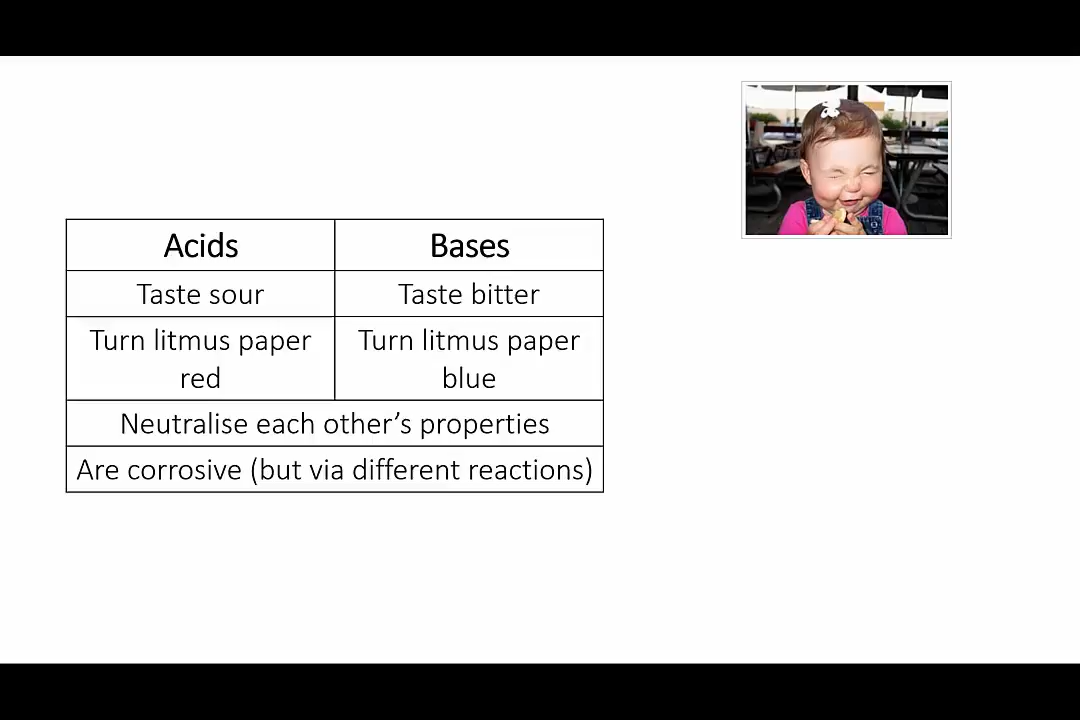 Acids
Bases
Taste sour
Taste bitter
Turn litmus paper
red
Turn litmus paper
blue
Neutralise each other’s properties
Are corrosive (but via different reactions)